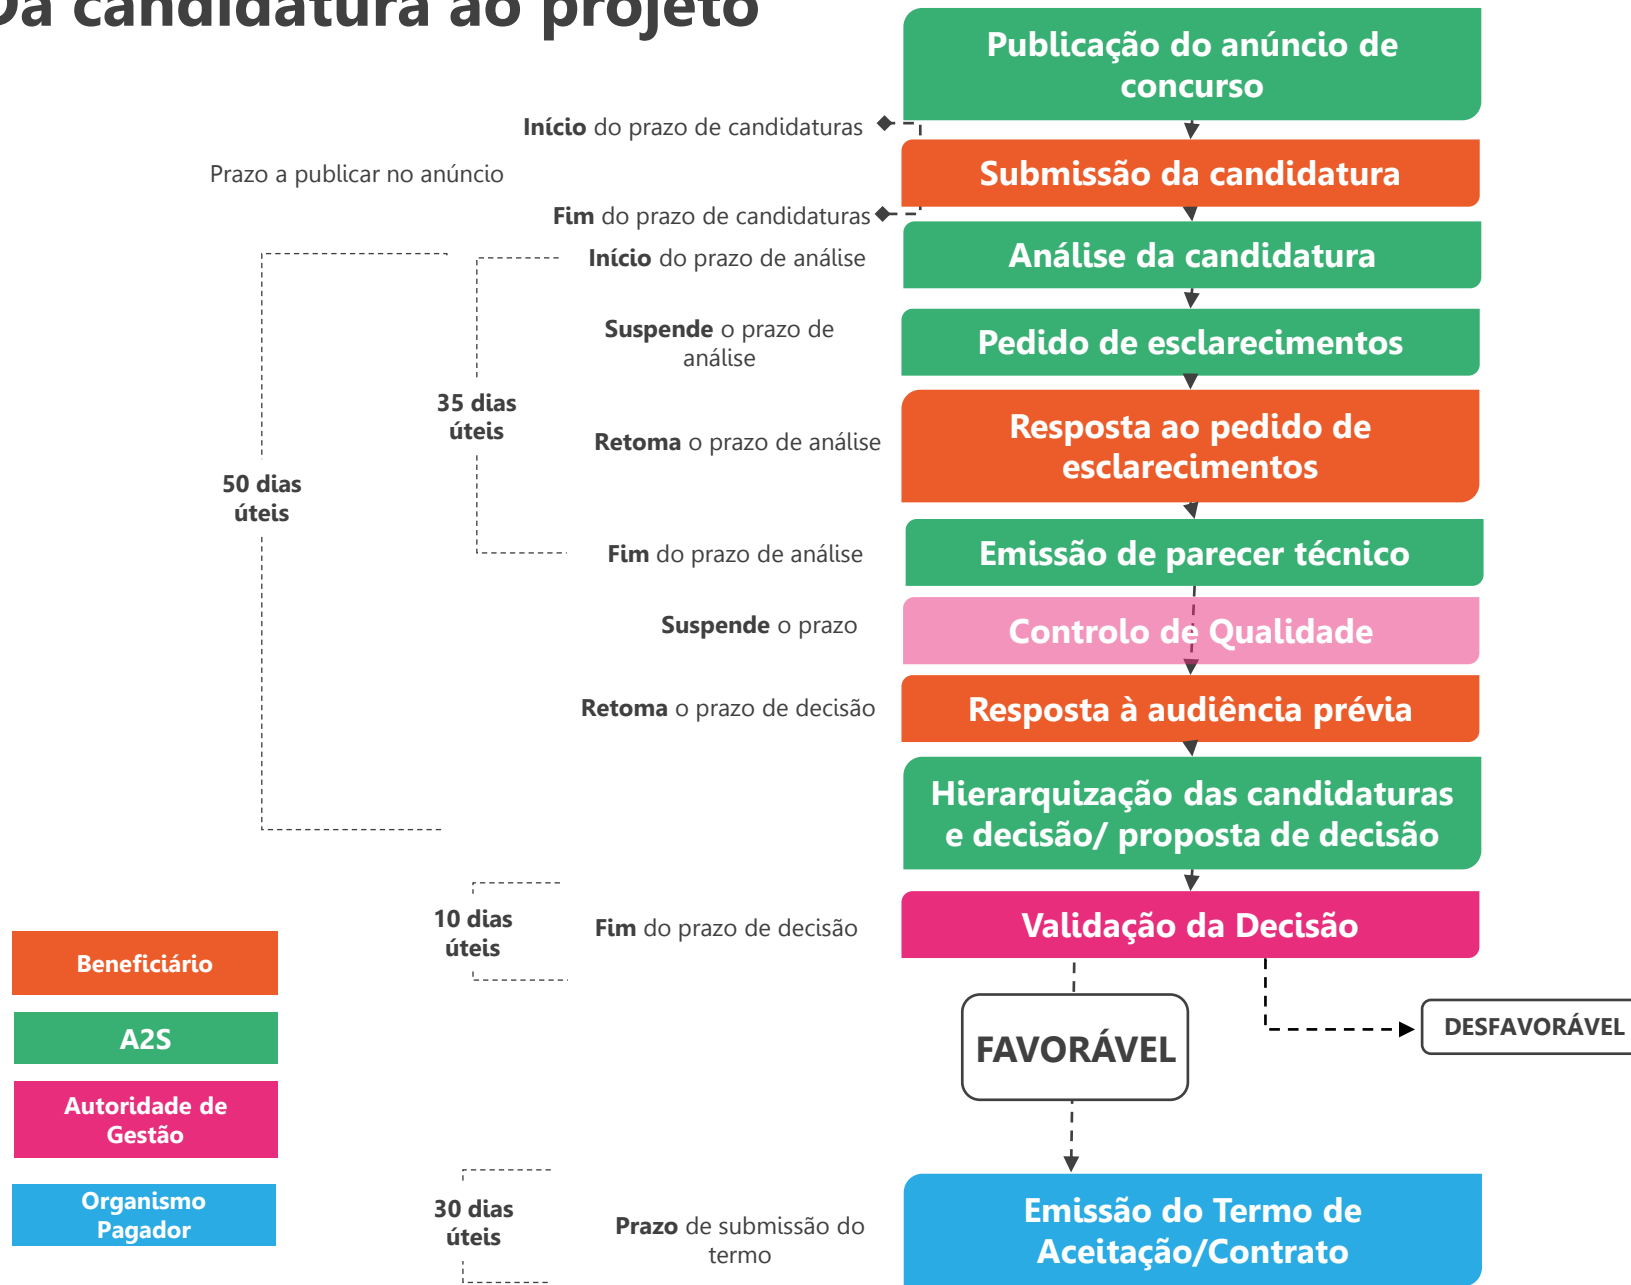 Da candidatura ao projeto
Publicação do anúncio de
concurso
Início do prazo de candidaturas
Prazo a publicar no anúncio
Submissão da candidatura
Fim do prazo de candidaturas
Início do prazo de análise
Análise da candidatura
Suspende o prazo de
análise
Pedido de esclarecimentos
35 dias
úteis
Retoma o prazo de análise
Resposta ao pedido de
esclarecimentos
50 dias
úteis
Fim do prazo de análise
Emissão de parecer técnico
Suspende o prazo
Controlo de Qualidade
Retoma o prazo de decisão
Resposta à audiência prévia
Hierarquização das candidaturas
e decisão/ proposta de decisão
10 dias
úteis
Fim do prazo de decisão
Validação da Decisão
Beneficiário
A2S
Autoridade de
Gestão
Organismo
Pagador
FAVORÁVEL
DESFAVORÁVEL
30 dias
úteis
Prazo de submissão do
termo
Emissão do Termo de
Aceitação/Contrato